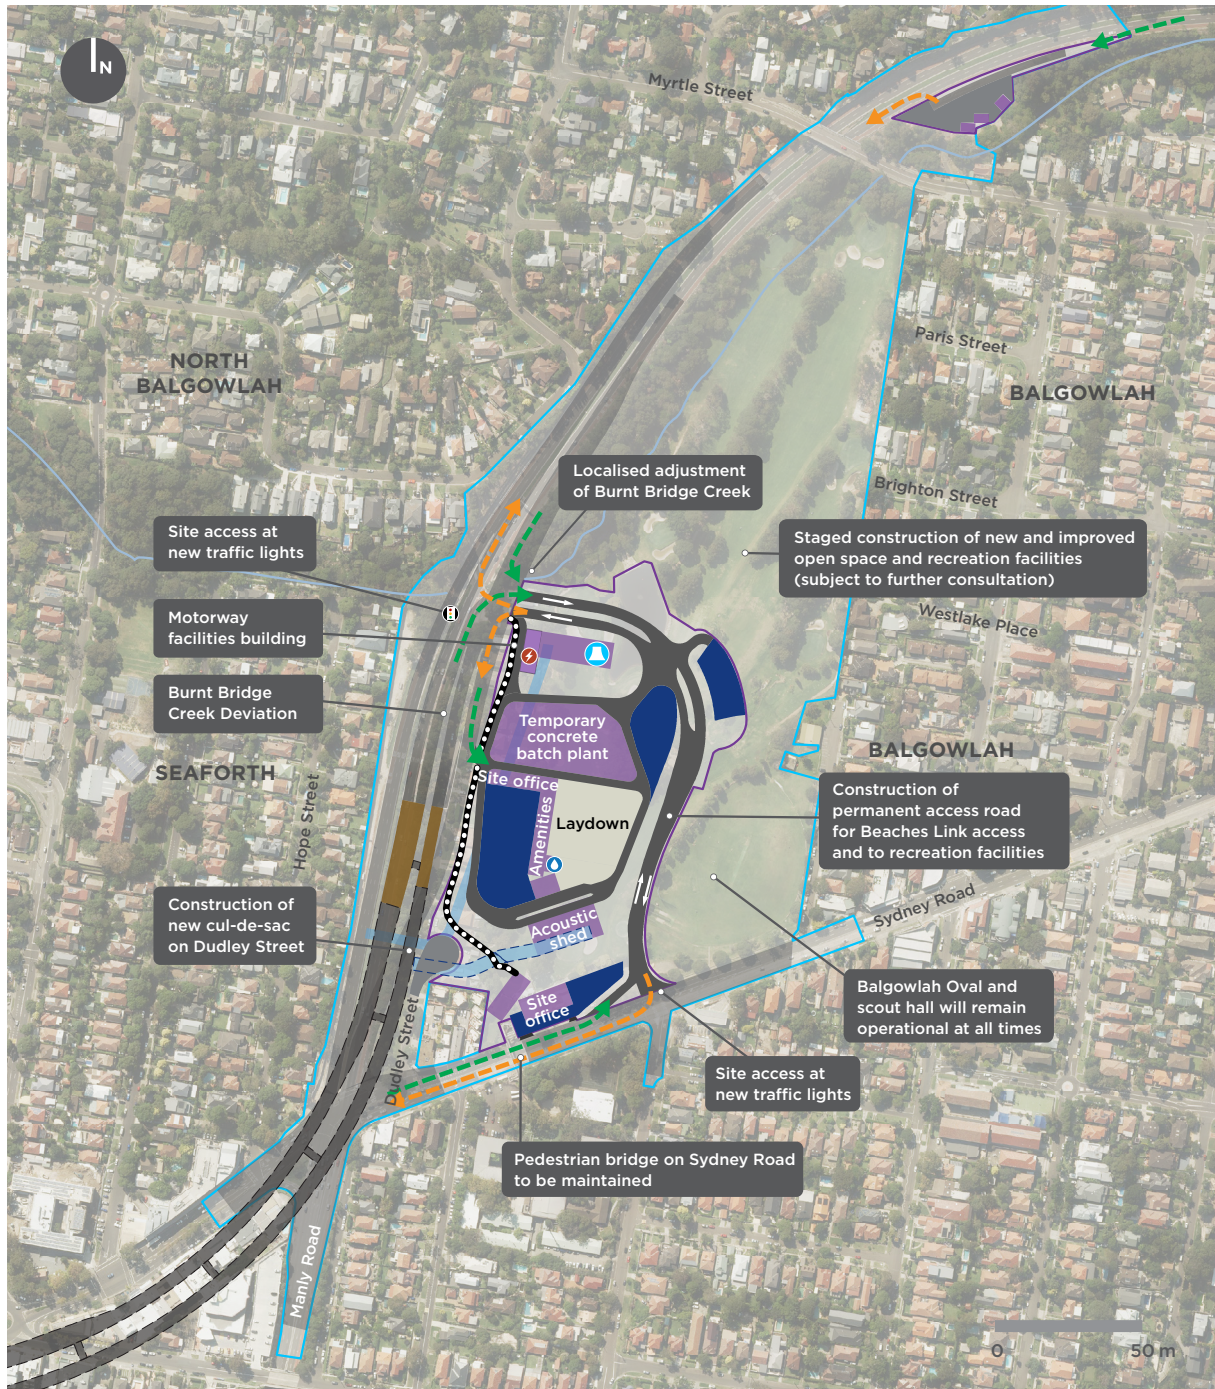 N
Myrtle Street
NORTH
BALGOWLAH
Paris Street
BALGOWLAH
Localised adjustment
of Burnt Bridge Creek
Brighton Street
Site access at
new traffic lights
Staged construction of new and improved
open space and recreation facilities
(subject to further consultation)
Motorway
facilities building
Westlake Place
Burnt Bridge
Creek Deviation
Temporary
concrete
batch plant
SEAFORTH
BALGOWLAH
Hope Street
Site office
Amenities
Laydown
Construction of
permanent access road
for Beaches Link access
and to recreation facilities
Construction of
new cul-de-sac
on Dudley Street
Acoustic
shed
Sydney Road
Balgowlah Oval and
scout hall will remain
operational at all times
Site
office
Dudley Street
Site access at
new traffic lights
Pedestrian bridge on Sydney Road
to be maintained
Manly Road
0
50 m